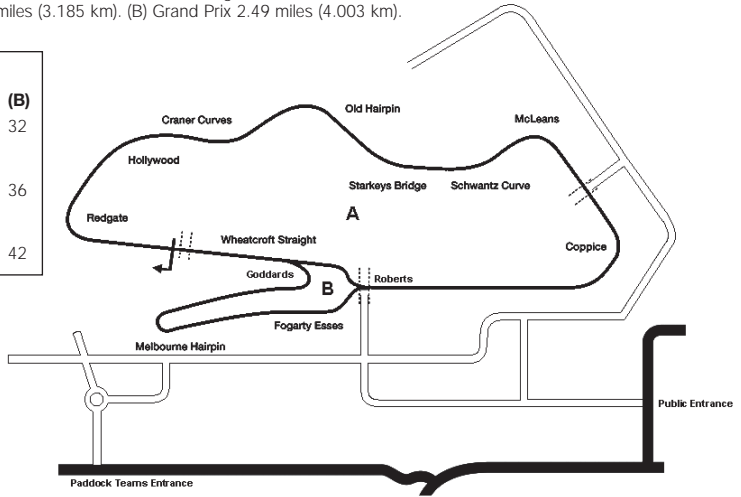 miles (3.185 km). (B) Grand Prix 2.49 miles (4.003 km).
(B)
32
36
42
Craner Curves
Old Hairpin
McLeans
Hollywood
Starkeys Bridge
Schwantz Curve
A
Redgate
Wheatcroft Straight
Coppice
Goddards
B
Roberts
Fogarty Esses
Melbourne Hairpin
Public Entrance
Paddock Teams Entrance